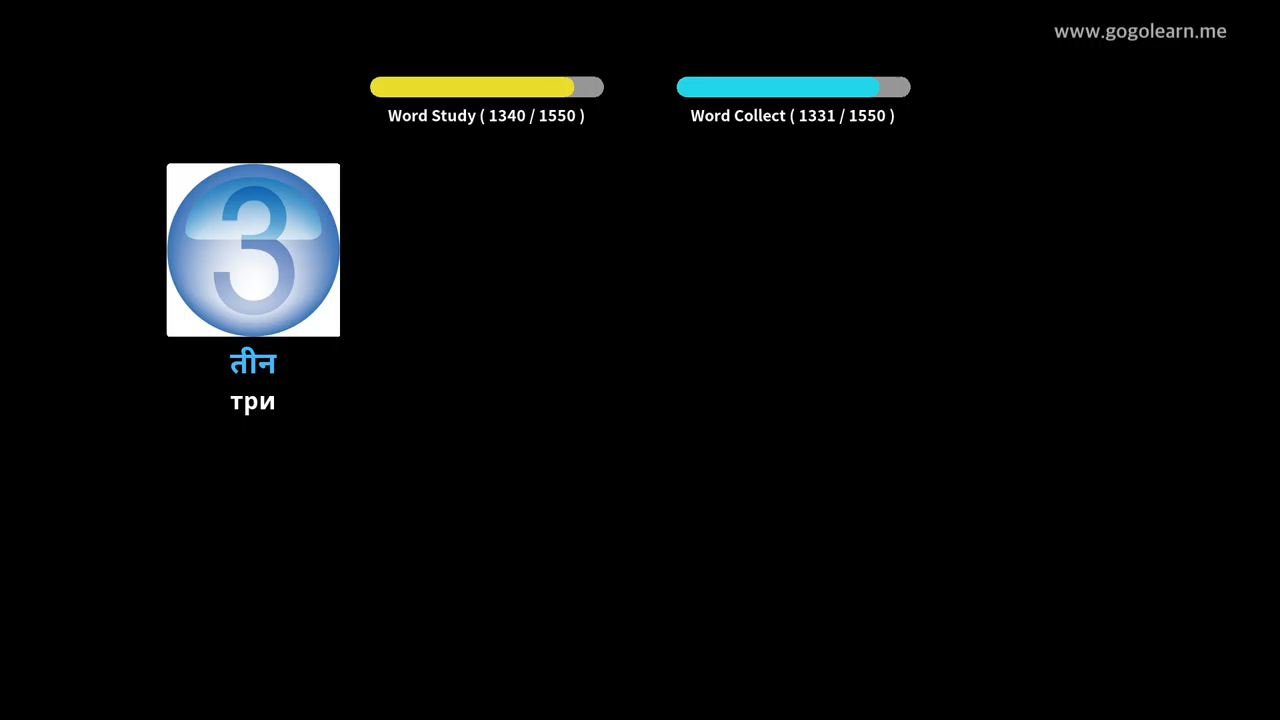 www.gogolearn.me
Word Study ( 1340 / 1550 )
Word Collect ( 1331 / 1550 )
3
तीन
три